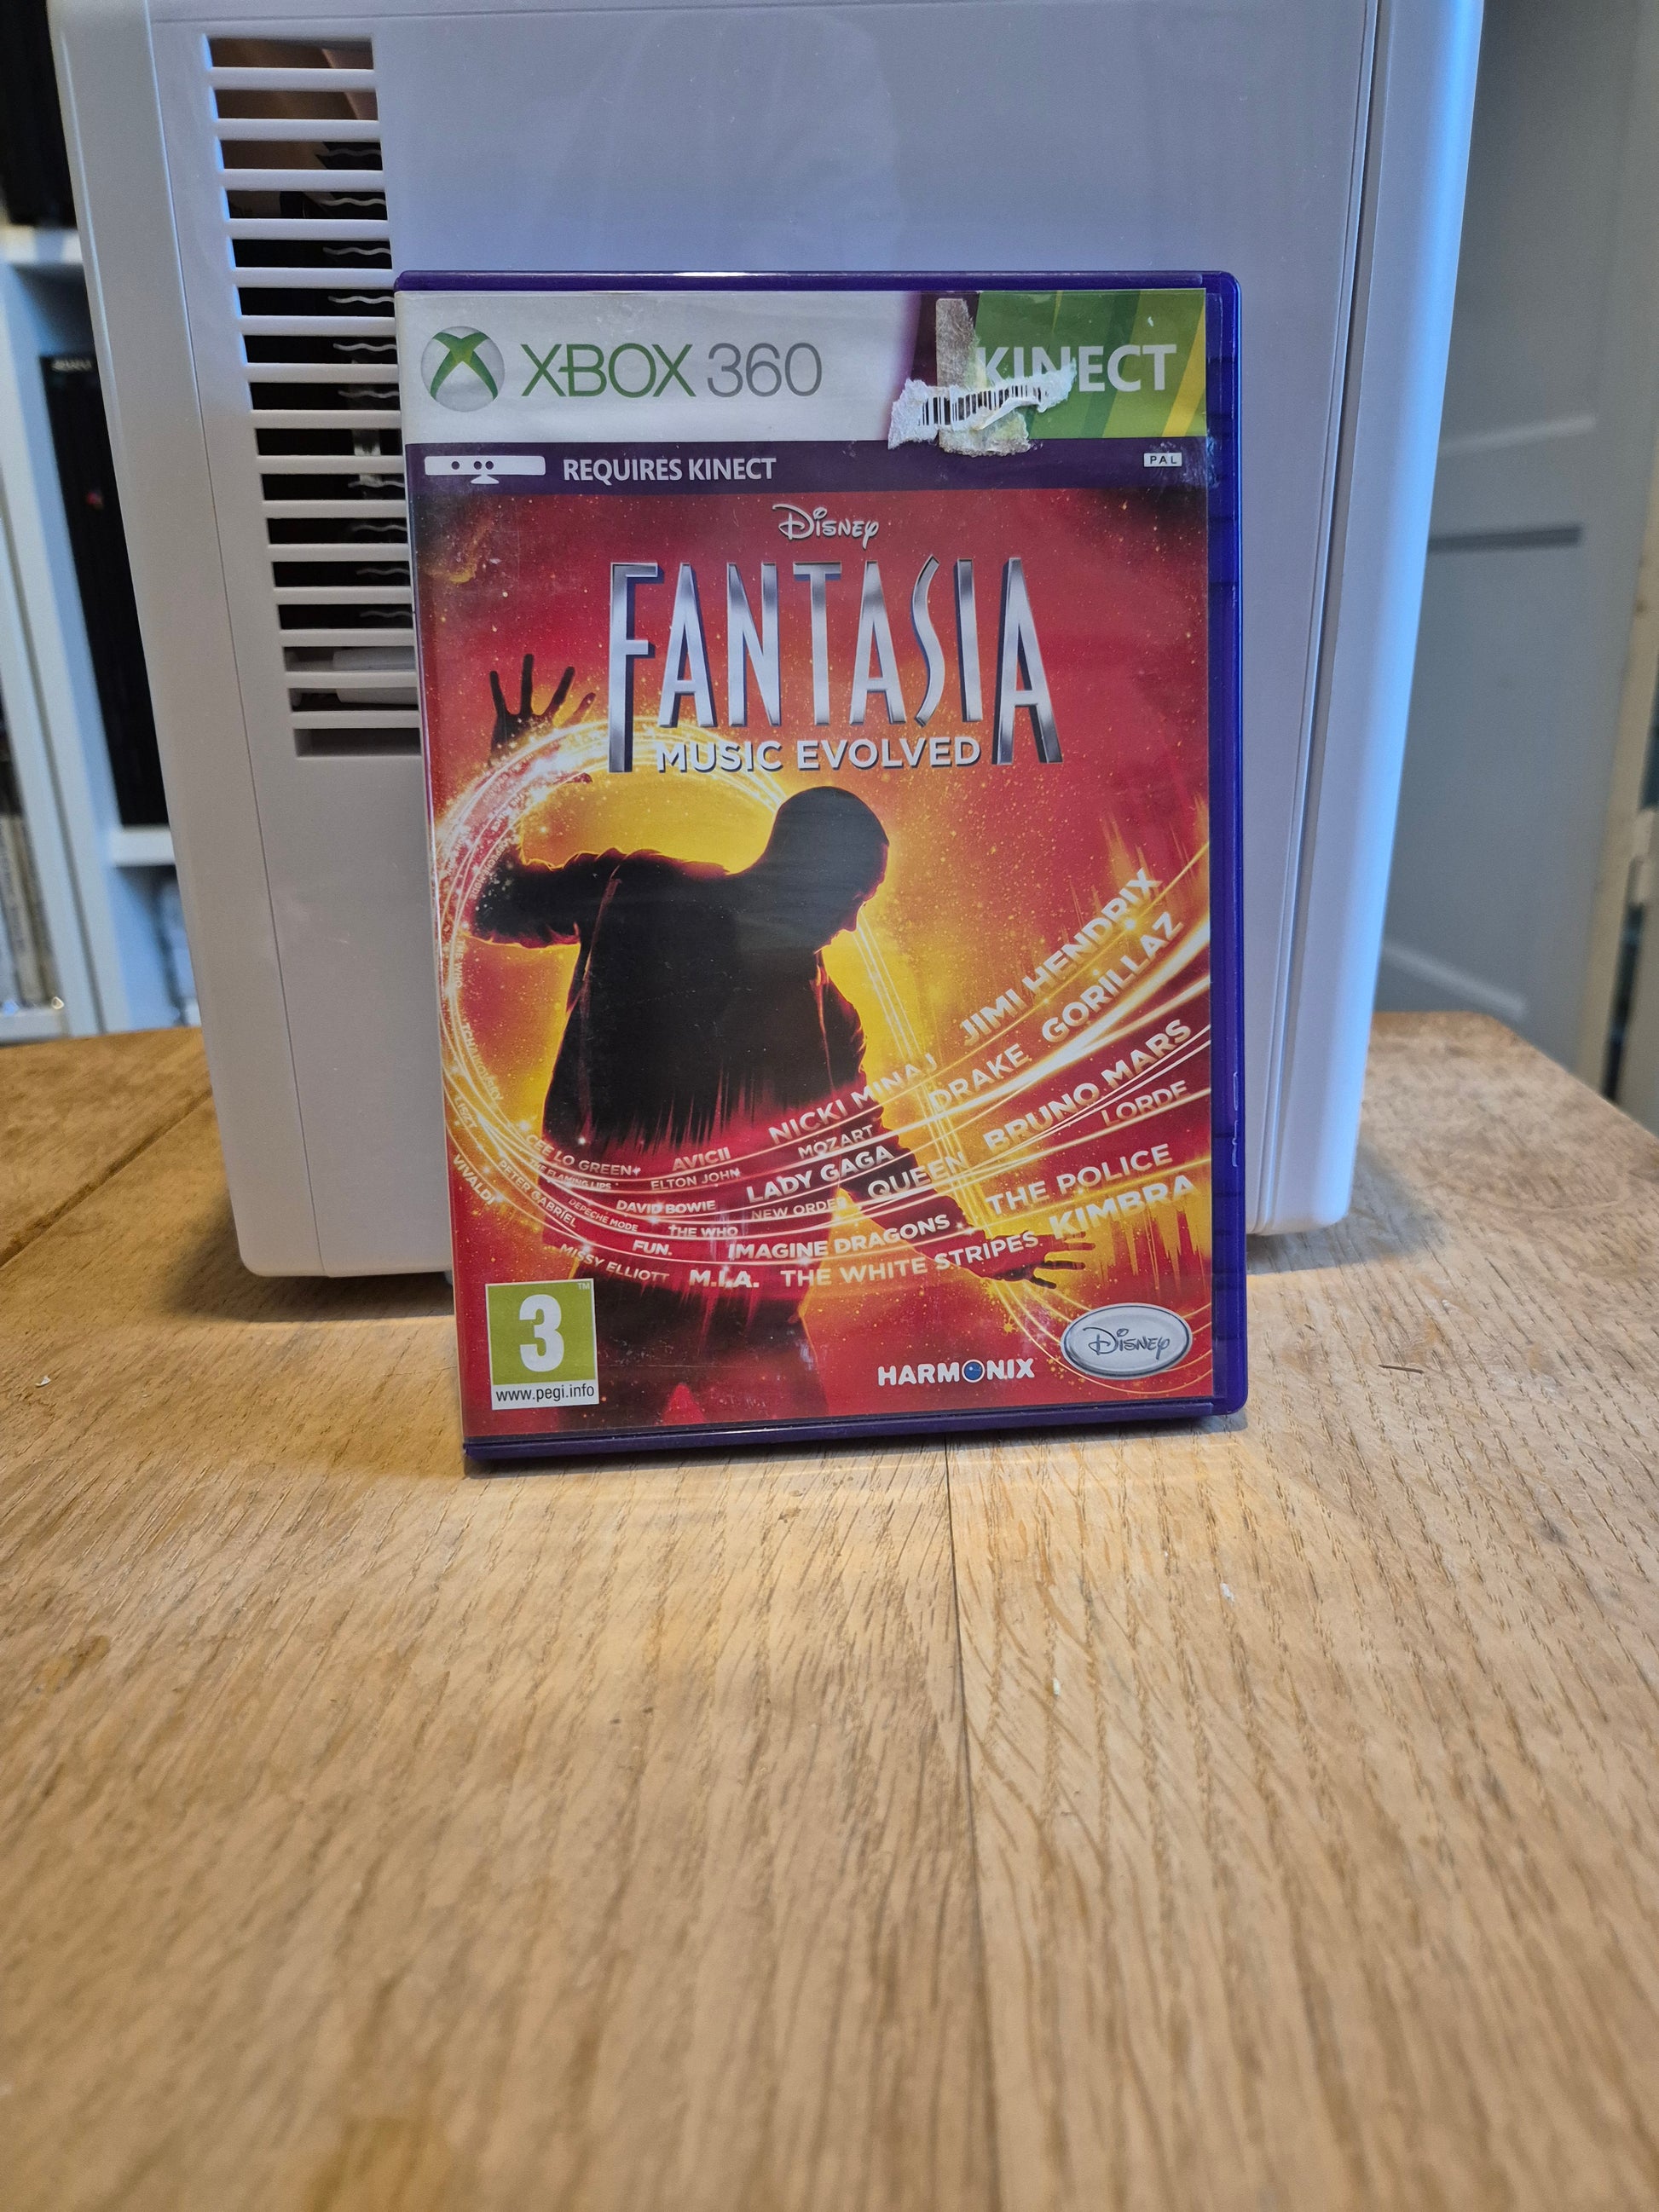 XBOX 360
KINECT
REQUIRES KINECT
PAL
Disney
FANTASIA
MUSIC EVOLVED
JIMI HENDRIX
GORILLAZ
NICKI MINAJ
DRAKE
BRUNO MARS
LORDE
TCHAIKOVSKY
LISZT
VIVALDI
CEE LO GREEN
AVICII
MOZART
THE FLAMING LIPS
ELTON JOHN
LADY GAGA
QUEEN
THE POLICE
PETER GABRIEL
DEPECHE MODE
DAVID BOWIE
NEW ORDER
THE WHO
KIMBRA
FUN.
IMAGINE DRAGONS
MISSY ELLIOTT
M.I.A.
THE WHITE STRIPES
3
TM
www.pegi.info
HARMONIX
Disney